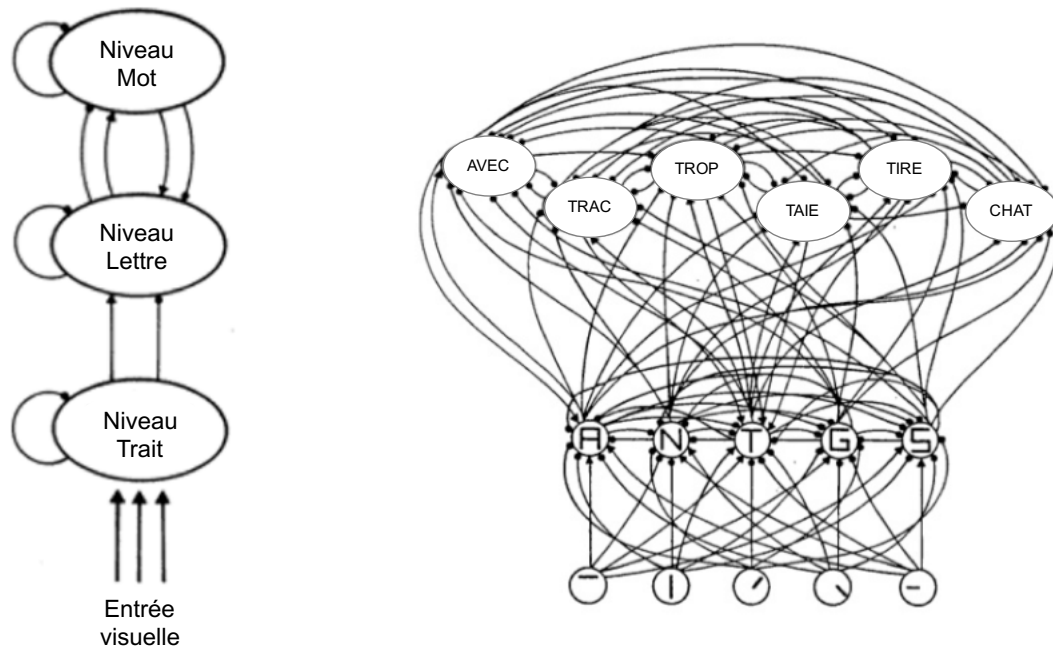 Niveau
Mot
Niveau
Lettre
Niveau
Trait
Entrée
visuelle
AVEC
TROP
TIRE
TRAC
TAIE
CHAT
A N T G S